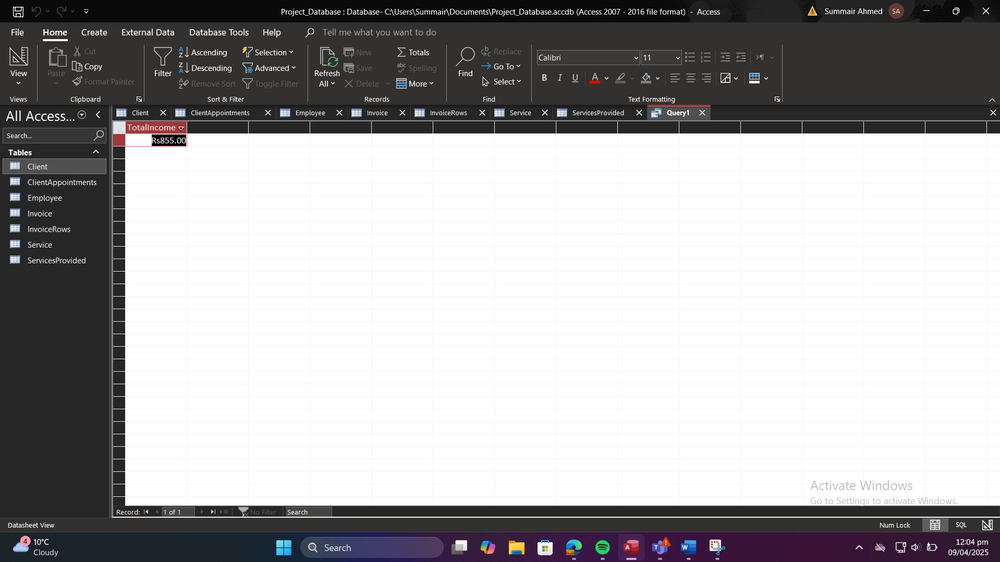 Project_Database : Database- C:\Users\Summair\Documents\Project_Database.accdb (Access 2007 - 2016 file format) - Access
Summair Ahmed
SA
File Home Create External Data Database Tools Help
Tell me what you want to do
View
Views
Paste
Cut
Copy
Format Painter
Clipboard
Filter
Ascending
Descending
Remove Sort
Selection
Advanced
Toggle Filter
Sort & Filter
Refresh
All
New
Save
Delete
Totals
Spelling
More
Records
Find
Replace
Go To
Select
Find
Calibri
11
B I U A
Text Formatting
All Access...
Search...
Tables
Client
ClientAppointments
Employee
Invoice
InvoiceRows
Service
ServicesProvided
Client ClientAppointments Employee Invoice InvoiceRows Service ServicesProvided Query1
TotalIncome
Rs855.00
Activate Windows
Go to Settings to activate Windows.
Record: 1 of 1 No Filter Search
Datasheet View
Num Lock
SQL
4
10°C
Cloudy
Search
12:04 pm
09/04/2025